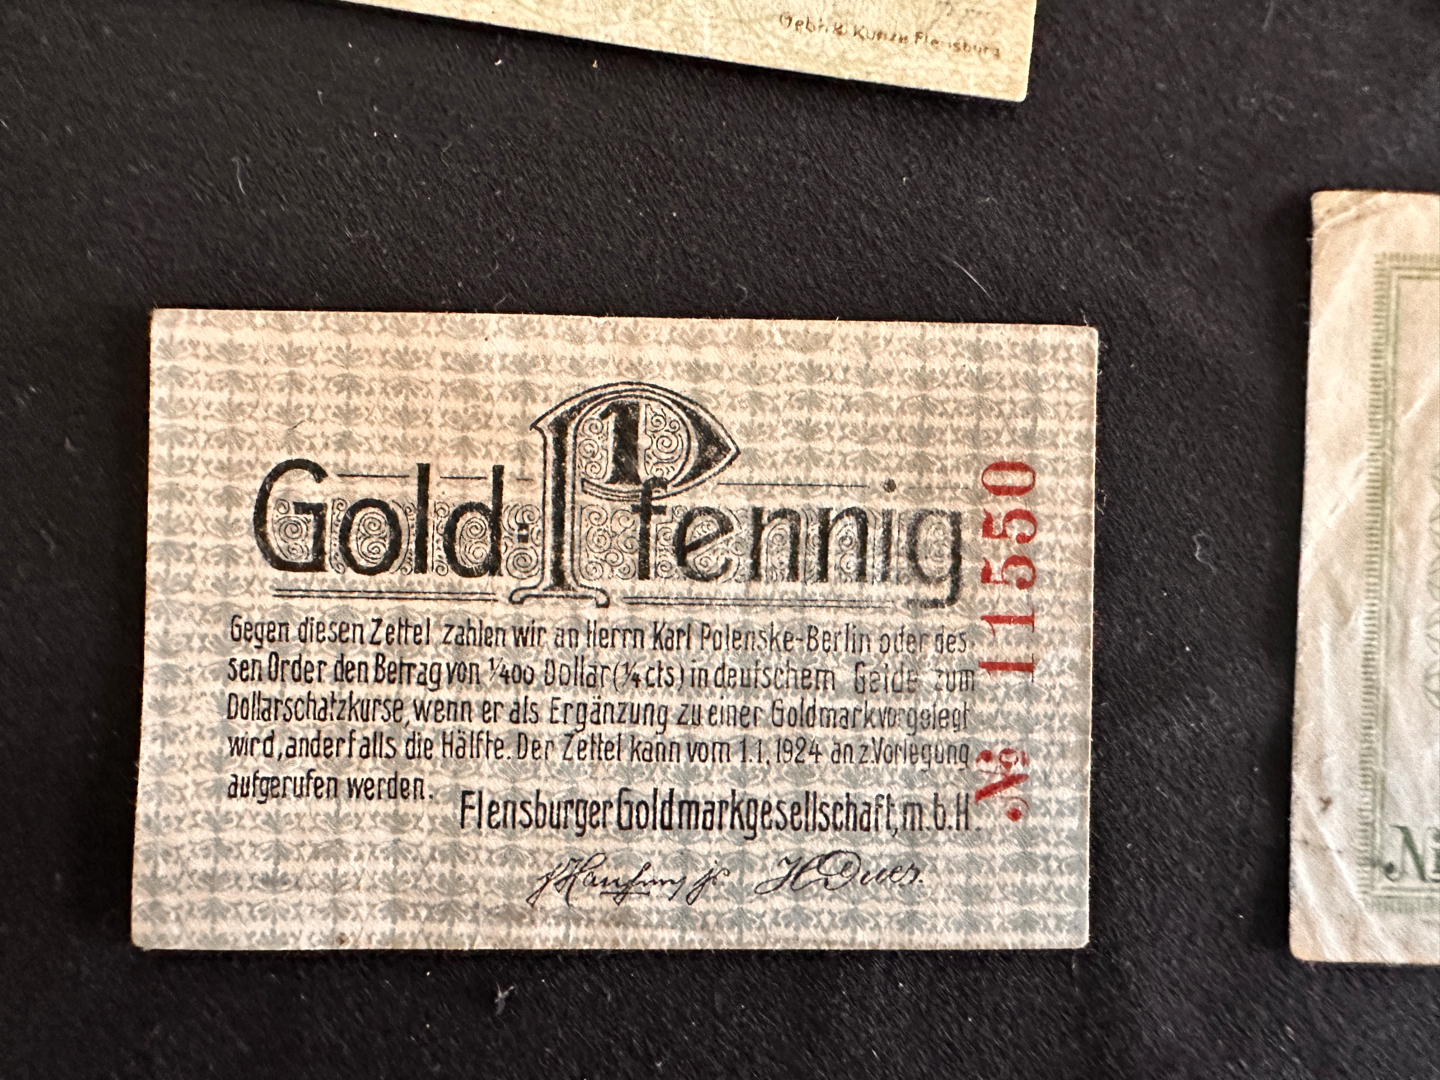 Gebr. & Kunze Flensburg
1
Gold-Pfennig
Gegen diesen Zettel zahlen wir an Herrn Karl Polenske-Berlin oder des-
sen Order den Betrag von 1/400 Dollar (1/4 cts) in deutschem Gelde zum
Dollarschatzkurse, wenn er als Ergänzung zu einer Goldmark vorgelegt
wird, anderfalls die Hälfte. Der Zettel kann vom 1.1.1924 an z. Vorlegung
aufgerufen werden.
Flensburger Goldmarkgesellschaft, m.b.H.
H Dues.
№ 11550